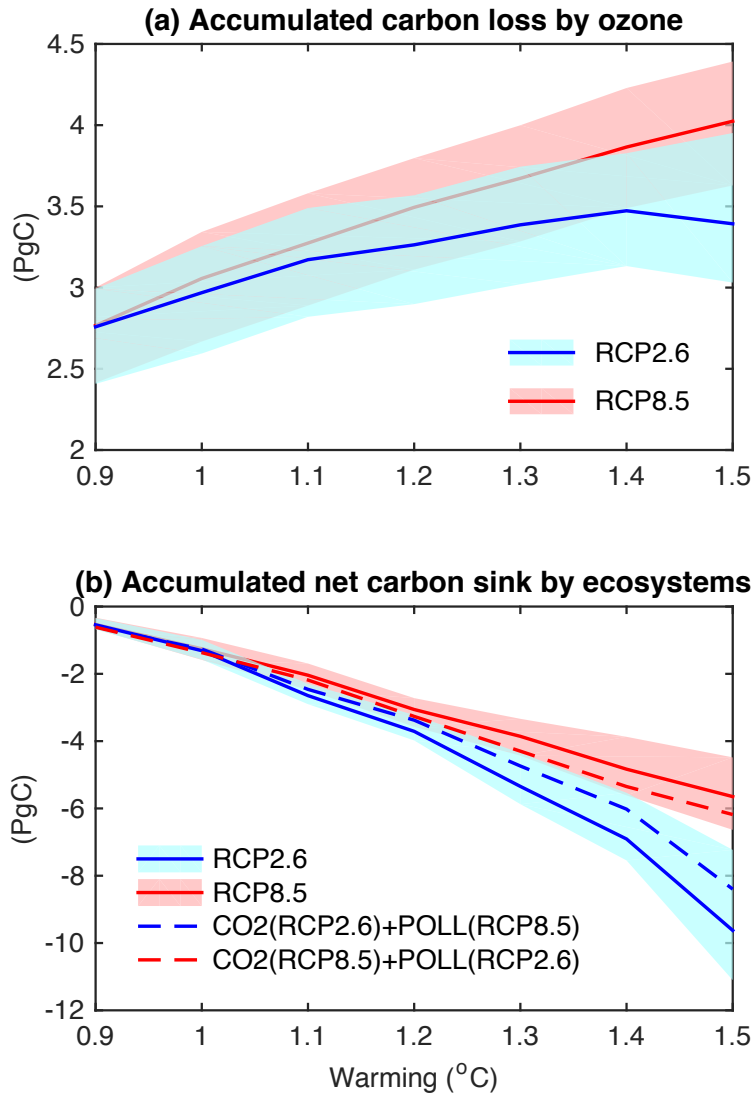 (a) Accumulated carbon loss by ozone
4.5
4
3.5
3
2.5
2
(PgC)
RCP2.6
RCP8.5
0.9 1 1.1 1.2 1.3 1.4 1.5
(b) Accumulated net carbon sink by ecosystems
0
-2
-4
-6
-8
-10
-12
(PgC)
RCP2.6
RCP8.5
CO2(RCP2.6)+POLL(RCP8.5)
CO2(RCP8.5)+POLL(RCP2.6)
0.9 1 1.1 1.2 1.3 1.4 1.5
Warming (°C)